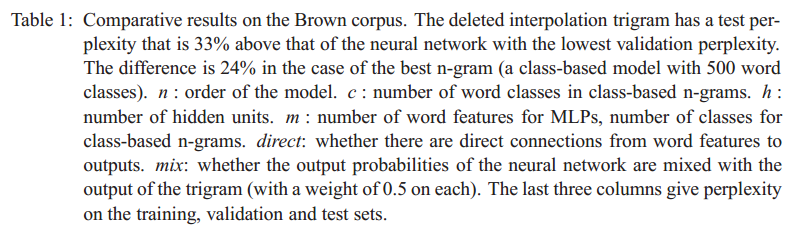 Table 1: Comparative results on the Brown corpus. The deleted interpolation trigram has a test per-
plexity that is 33% above that of the neural network with the lowest validation perplexity.
The difference is 24% in the case of the best n-gram (a class-based model with 500 word
classes). n : order of the model. c : number of word classes in class-based n-grams. h :
number of hidden units. m : number of word features for MLPs, number of classes for
class-based n-grams. direct: whether there are direct connections from word features to
outputs. mix: whether the output probabilities of the neural network are mixed with the
output of the trigram (with a weight of 0.5 on each). The last three columns give perplexity
on the training, validation and test sets.